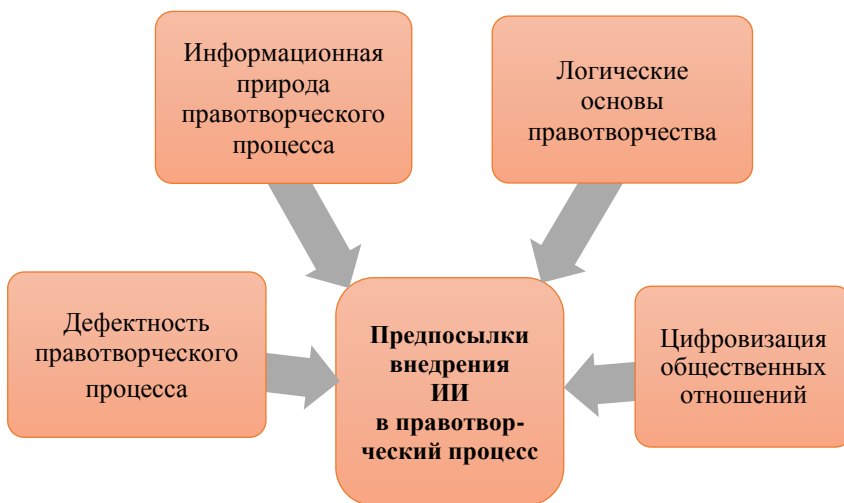 Информационная
природа
правотворческого
процесса
Логические
основы
правотворчества
Дефектность
правотворческого
процесса
Предпосылки
внедрения
ИИ
в правотвор-
ческий процесс
Цифровизация
общественных
отношений